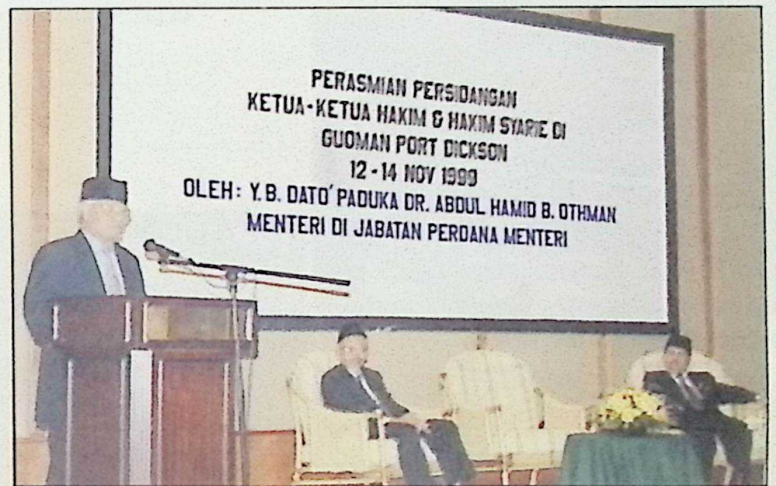 PERASMIAN PERSIDANGAN
KETUA-KETUA HAKIM & HAKIM SYARIE DI
GUOMAN PORT DICKSON
12-14 NOV 1999
OLEH: Y.B. DATO' PADUKA DR. ABDUL HAMID B. OTHMAN
MENTERI DI JABATAN PERDANA MENTERI